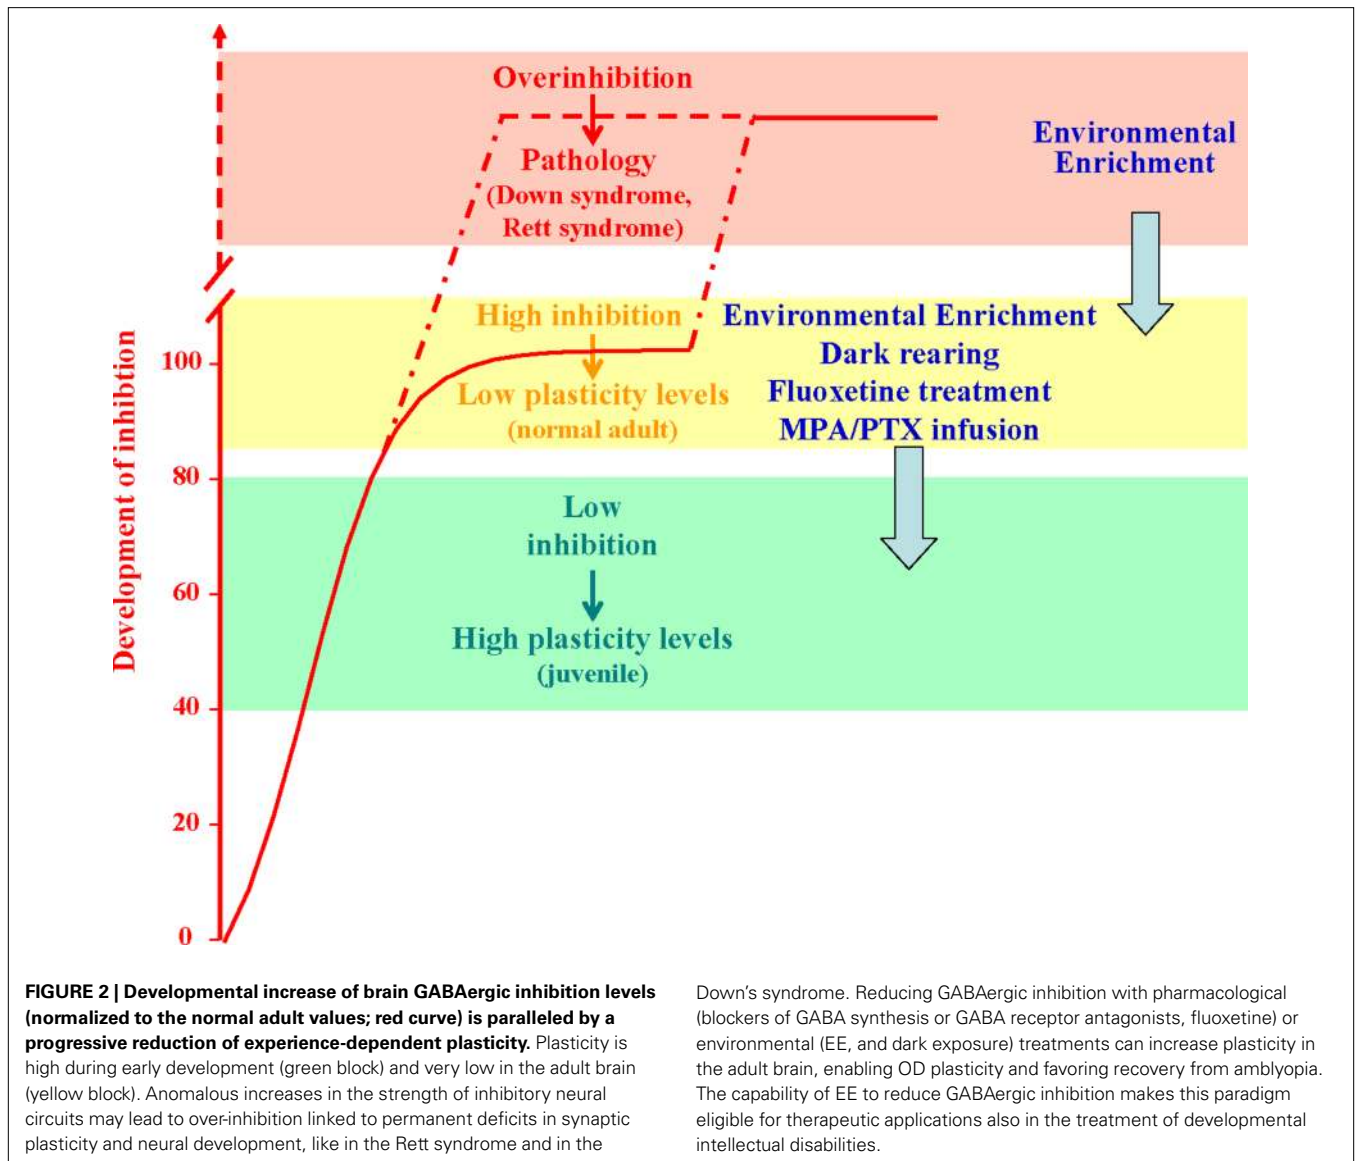 Overinhibition
Pathology
(Down syndrome,
Rett syndrome)
Environmental
Enrichment
High inhibition
Low plasticity levels
(normal adult)
Environmental Enrichment
Dark rearing
Fluoxetine treatment
MPA/PTX infusion
Low
inhibition
High plasticity levels
(juvenile)
Development of inhibtion
100
80
60
40
20
0
FIGURE 2 | Developmental increase of brain GABAergic inhibition levels
(normalized to the normal adult values; red curve) is paralleled by a
progressive reduction of experience-dependent plasticity. Plasticity is
high during early development (green block) and very low in the adult brain
(yellow block). Anomalous increases in the strength of inhibitory neural
circuits may lead to over-inhibition linked to permanent deficits in synaptic
plasticity and neural development, like in the Rett syndrome and in the
Down's syndrome. Reducing GABAergic inhibition with pharmacological
(blockers of GABA synthesis or GABA receptor antagonists, fluoxetine) or
environmental (EE, and dark exposure) treatments can increase plasticity in
the adult brain, enabling OD plasticity and favoring recovery from amblyopia.
The capability of EE to reduce GABAergic inhibition makes this paradigm
eligible for therapeutic applications also in the treatment of developmental
intellectual disabilities.